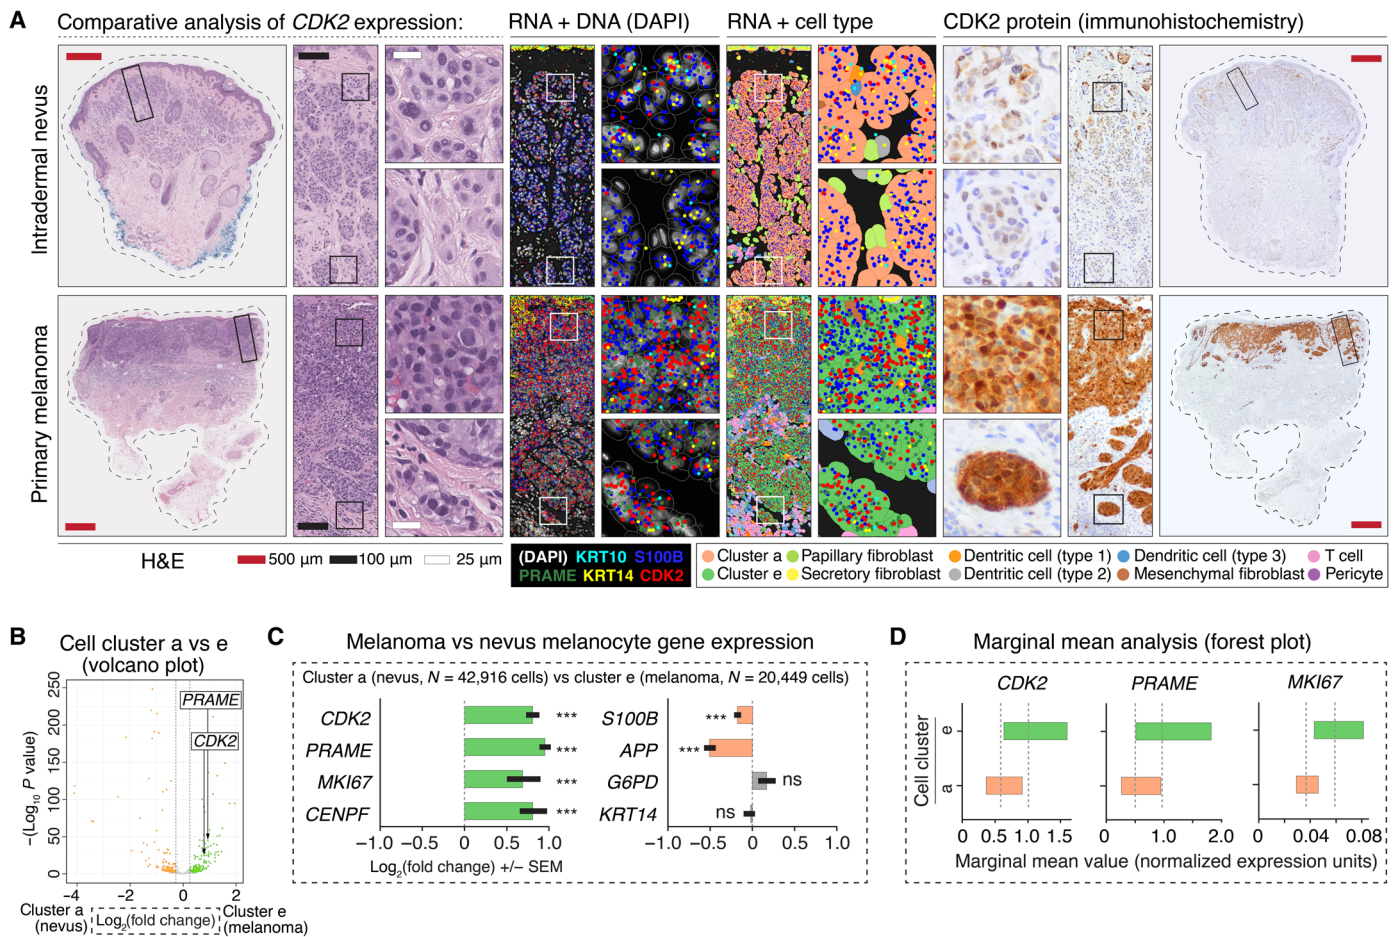 A
Comparative analysis of CDK2 expression:
RNA + DNA (DAPI)
RNA + cell type
CDK2 protein (immunohistochemistry)
Intradermal nevus
Primary melanoma
H&E
500 µm
100 µm
25 µm
(DAPI) KRT10 S100B
PRAME KRT14 CDK2
Cluster a
Papillary fibroblast
Dentritic cell (type 1)
Dendritic cell (type 3)
T cell
Cluster e
Secretory fibroblast
Dentritic cell (type 2)
Mesenchymal fibroblast
Pericyte
B
Cell cluster a vs e
(volcano plot)
−(Log10 P value)
250
200
150
100
50
0
PRAME
CDK2
−4
−2
0
2
Cluster a
(nevus)
Log2(fold change)
Cluster e
(melanoma)
C
Melanoma vs nevus melanocyte gene expression
Cluster a (nevus, N = 42,916 cells) vs cluster e (melanoma, N = 20,449 cells)
CDK2
***
PRAME
***
MKI67
***
CENPF
***
−1.0 −0.5 0 0.5 1.0
Log2(fold change) +/− SEM
S100B
***
APP
***
G6PD
ns
KRT14
ns
−1.0 −0.5 0 0.5 1.0
D
Marginal mean analysis (forest plot)
CDK2
PRAME
MKI67
Cell cluster
e
a
0 0.5 1.0 1.5
0 1.0 2.0
0 0.04 0.08
Marginal mean value (normalized expression units)